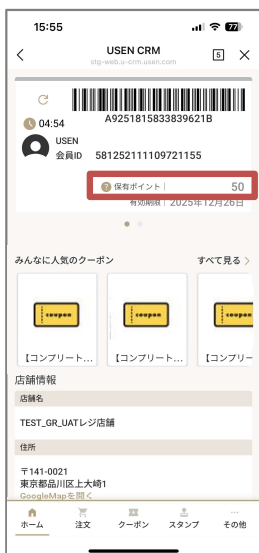 15:55
77
USEN CRM
stg-web.u-crm.usen.com
5
04:54
A9251815833839621B
USEN
会員ID 581252111109721155
? 保有ポイント | 50
有効期限 | 2025年12月26日
みんなに人気のクーポン
すべて見る >
coupon
coupon
coupon
【コンプリート...
【コンプリート...
【コンプリー
店舗情報
店舗名
TEST_GR_UATレジ店舗
住所
〒141-0021
東京都品川区上大崎1
GoogleMapを開く
ホーム 注文 クーポン スタンプ その他